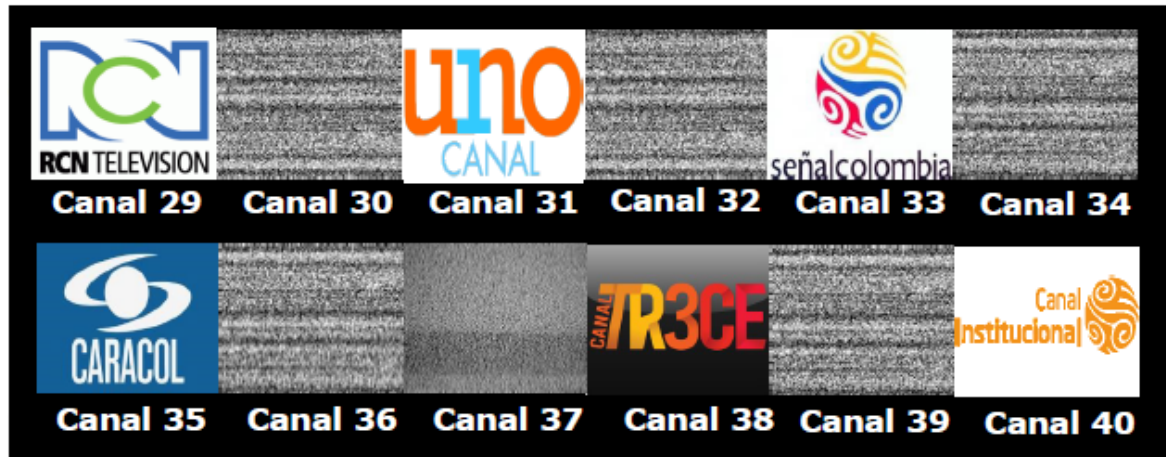 RCN TELEVISION
uno
CANAL
señalcolombia
Canal 29 Canal 30 Canal 31 Canal 32 Canal 33 Canal 34
CARACOL
CANAL TR3CE
Canal
Institucional
Canal 35 Canal 36 Canal 37 Canal 38 Canal 39 Canal 40